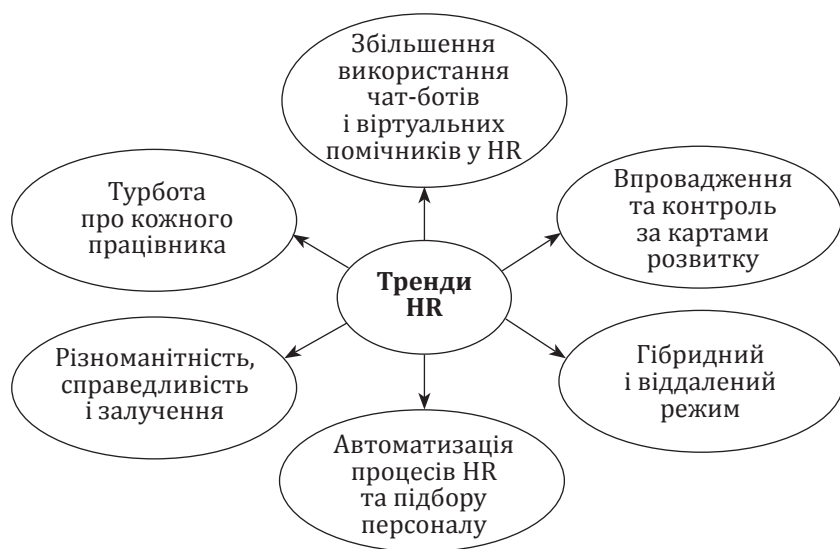 Збільшення
використання
чат-ботів
і віртуальних
помічників у HR
Турбота
про кожного
працівника
Впровадження
та контроль
за картами
розвитку
Тренди
HR
Різноманітність,
справедливість
і залучення
Гібридний
і віддалений
режим
Автоматизація
процесів HR
та підбору
персоналу